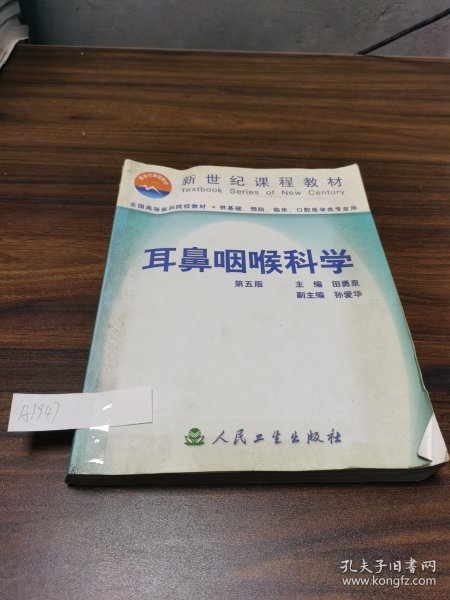 新世纪课程教材
Textbook Series of New Century
全国高等医药院校教材·供基础、预防、临床、口腔医学类专业用
耳鼻咽喉科学
第五版
主编 田勇泉
副主编 孙爱华
A1947
人民卫生出版社
孔夫子旧书网
www.kongfz.com